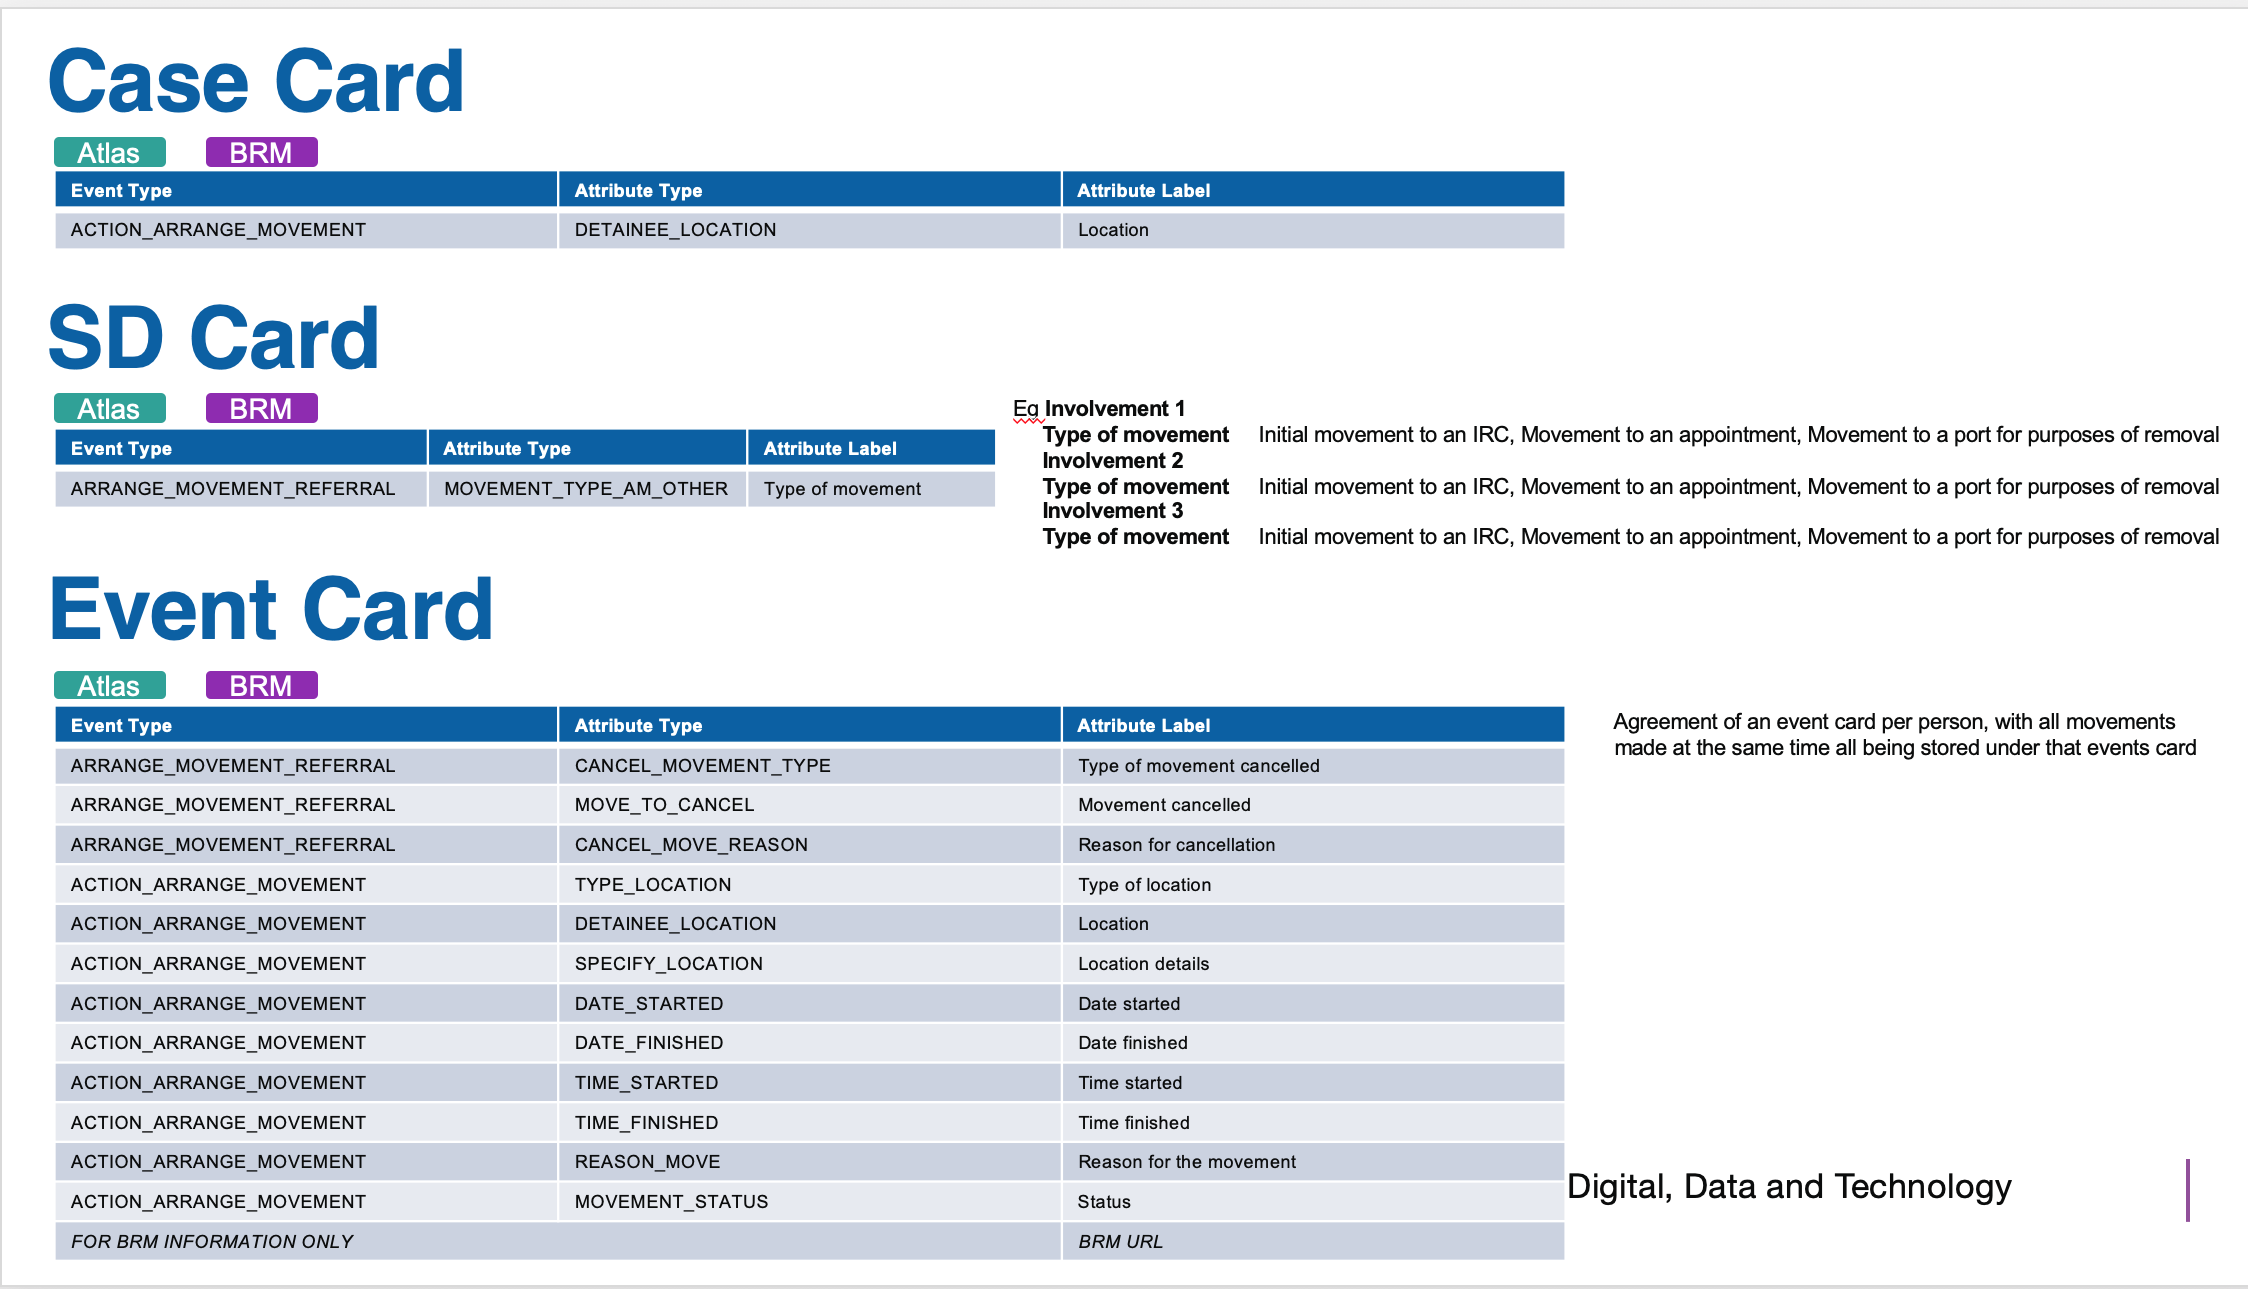 Case Card
Atlas BRM
Event Type Attribute Type Attribute Label
ACTION_ARRANGE_MOVEMENT DETAINEE_LOCATION Location
SD Card
Atlas BRM
Event Type Attribute Type Attribute Label
ARRANGE_MOVEMENT_REFERRAL MOVEMENT_TYPE_AM_OTHER Type of movement
Eg Involvement 1
Type of movement Initial movement to an IRC, Movement to an appointment, Movement to a port for purposes of removal
Involvement 2
Type of movement Initial movement to an IRC, Movement to an appointment, Movement to a port for purposes of removal
Involvement 3
Type of movement Initial movement to an IRC, Movement to an appointment, Movement to a port for purposes of removal
Event Card
Atlas BRM
Event Type Attribute Type Attribute Label
ARRANGE_MOVEMENT_REFERRAL CANCEL_MOVEMENT_TYPE Type of movement cancelled
ARRANGE_MOVEMENT_REFERRAL MOVE_TO_CANCEL Movement cancelled
ARRANGE_MOVEMENT_REFERRAL CANCEL_MOVE_REASON Reason for cancellation
ACTION_ARRANGE_MOVEMENT TYPE_LOCATION Type of location
ACTION_ARRANGE_MOVEMENT DETAINEE_LOCATION Location
ACTION_ARRANGE_MOVEMENT SPECIFY_LOCATION Location details
ACTION_ARRANGE_MOVEMENT DATE_STARTED Date started
ACTION_ARRANGE_MOVEMENT DATE_FINISHED Date finished
ACTION_ARRANGE_MOVEMENT TIME_STARTED Time started
ACTION_ARRANGE_MOVEMENT TIME_FINISHED Time finished
ACTION_ARRANGE_MOVEMENT REASON_MOVE Reason for the movement
ACTION_ARRANGE_MOVEMENT MOVEMENT_STATUS Status
FOR BRM INFORMATION ONLY BRM URL
Agreement of an event card per person, with all movements
made at the same time all being stored under that events card
Digital, Data and Technology